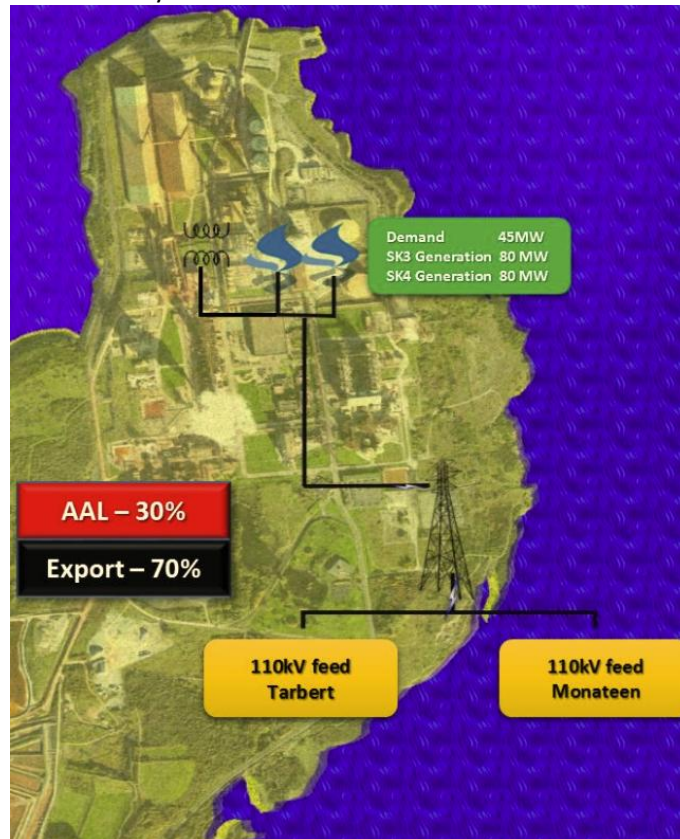 Demand 45MW
SK3 Generation 80 MW
SK4 Generation 80 MW
AAL – 30%
Export – 70%
110kV feed
Tarbert
110kV feed
Monateen